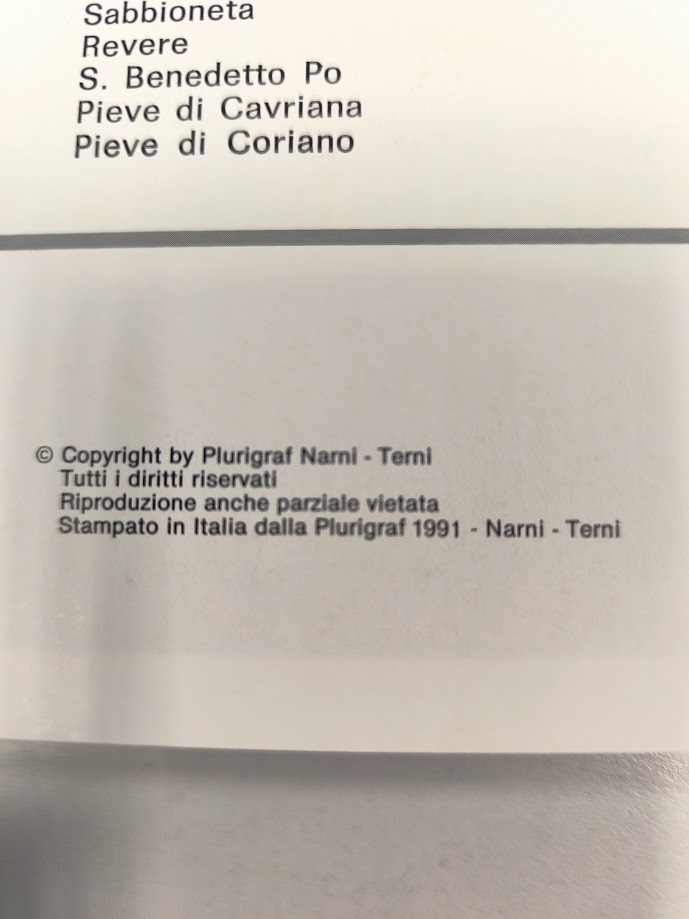 Sabbioneta
Revere
S. Benedetto Po
Pieve di Cavriana
Pieve di Coriano
© Copyright by Plurigraf Narni - Terni
Tutti i diritti riservati
Riproduzione anche parziale vietata
Stampato in Italia dalla Plurigraf 1991 - Narni - Terni